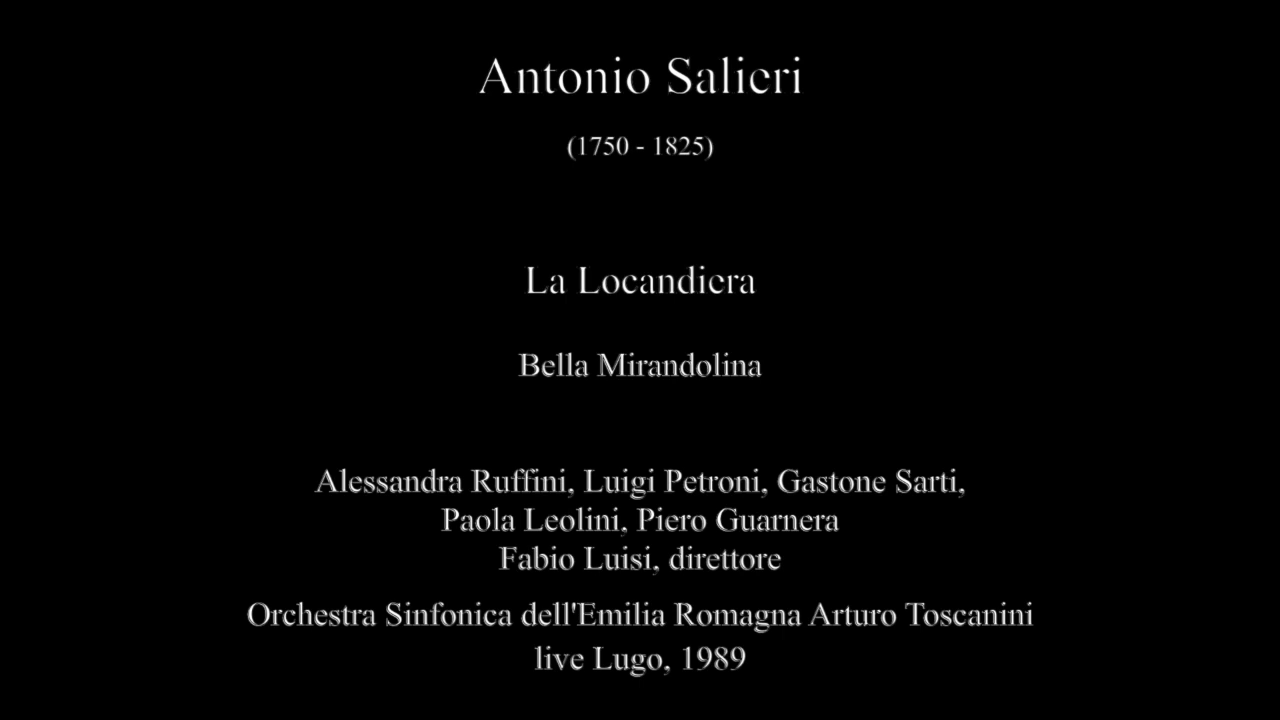 Antonio Salieri
(1750 - 1825)
La Locandiera
Bella Mirandolina
Alessandra Ruffini, Luigi Petroni, Gastone Sarti,
Paola Leolini, Piero Guarnera
Fabio Luisi, direttore
Orchestra Sinfonica dell'Emilia Romagna Arturo Toscanini
live Lugo, 1989